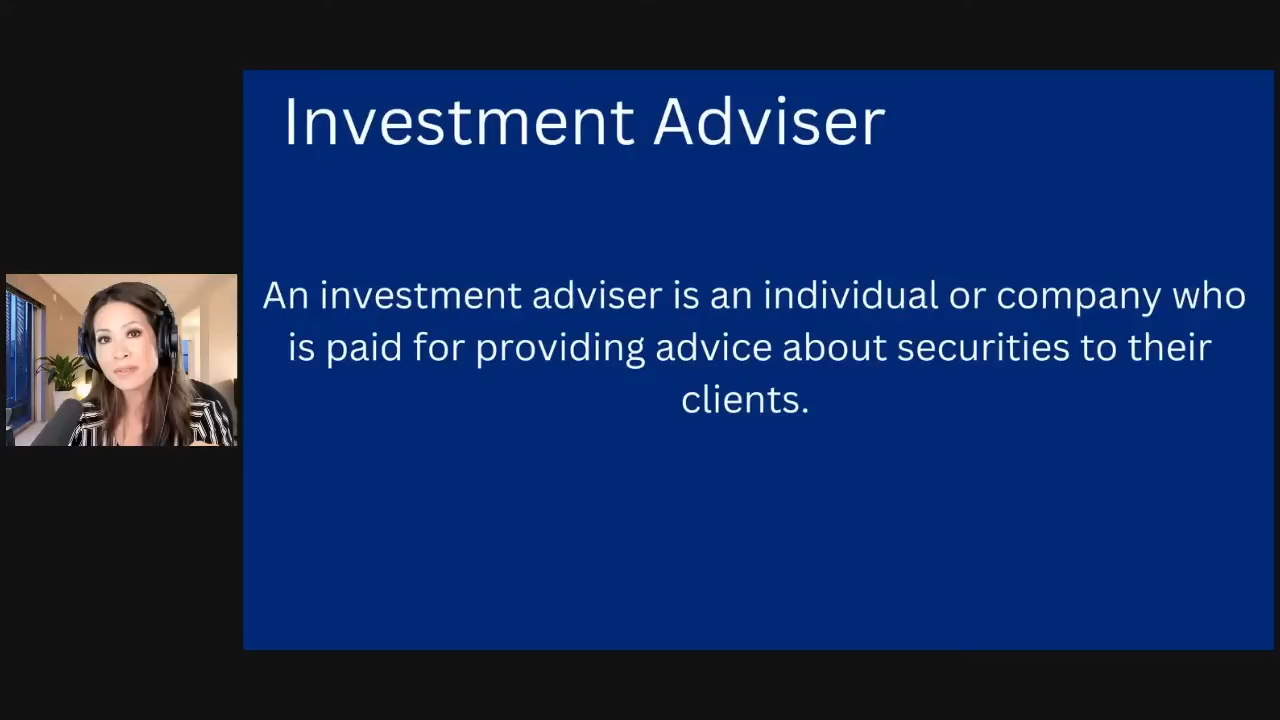 Investment Adviser
An investment adviser is an individual or company who
is paid for providing advice about securities to their
clients.